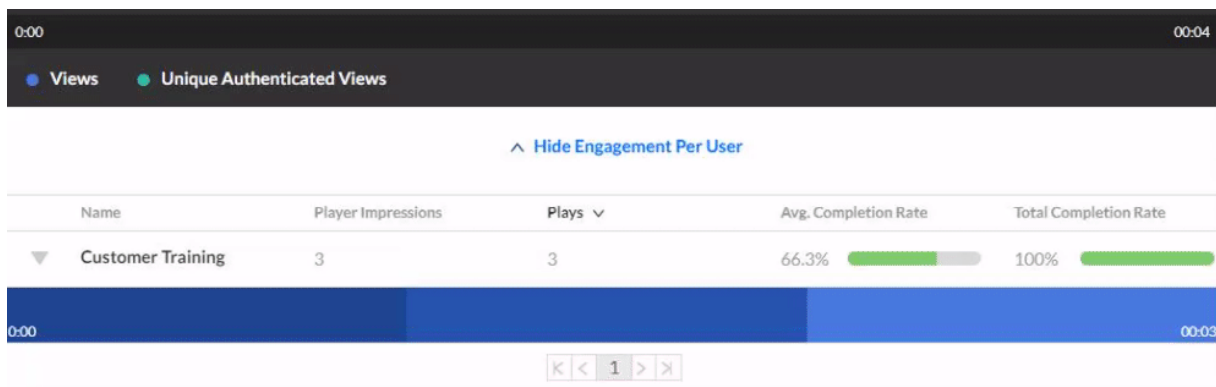 0:00 00:04
Views Unique Authenticated Views
Hide Engagement Per User
Name Player Impressions Plays Avg. Completion Rate Total Completion Rate
Customer Training 3 3 66.3% 100%
0:00 00:03
1